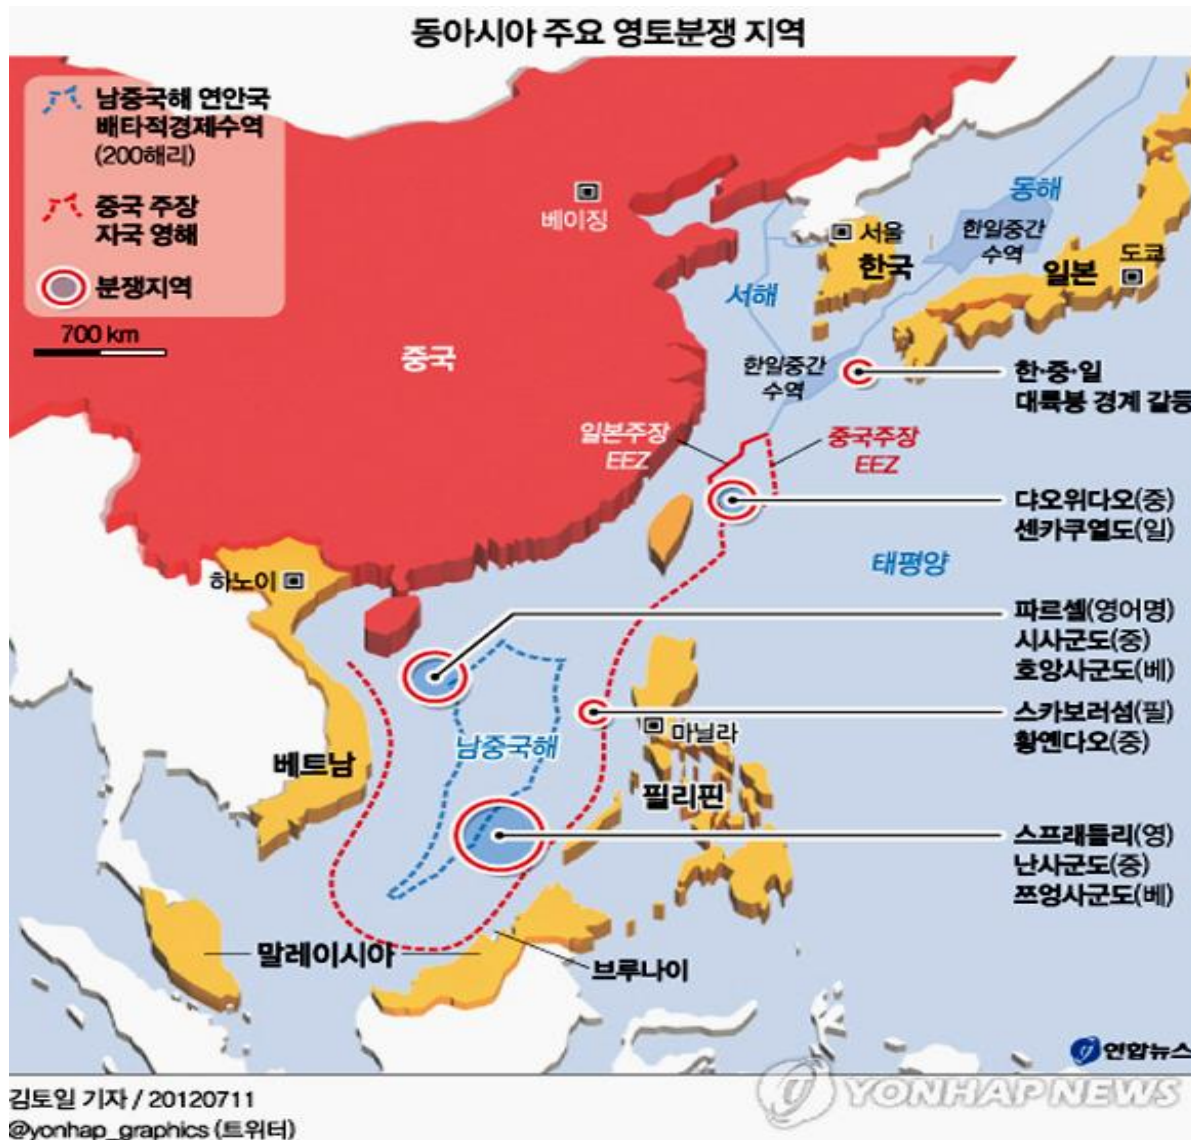 동아시아 주요 영토분쟁 지역
남중국해 연안국
배타적경제수역
(200해리)
중국 주장
자국 영해
분쟁지역
700 km
베이징
중국
서울
한국
동해
한일중간
수역
도쿄
일본
서해
한일중간
수역
한·중·일
대륙붕 경계 갈등
일본주장
EEZ
중국주장
EEZ
댜오위다오(중)
센카쿠열도(일)
태평양
하노이
파르셀(영어명)
시사군도(중)
호앙사군도(베)
스카보러섬(필)
황옌다오(중)
마닐라
남중국해
베트남
필리핀
스프래틀리(영)
난사군도(중)
쯔엉사군도(베)
말레이시아
브루나이
연합뉴스
YONHAP NEWS
김토일 기자 / 20120711
@yonhap_graphics (트위터)